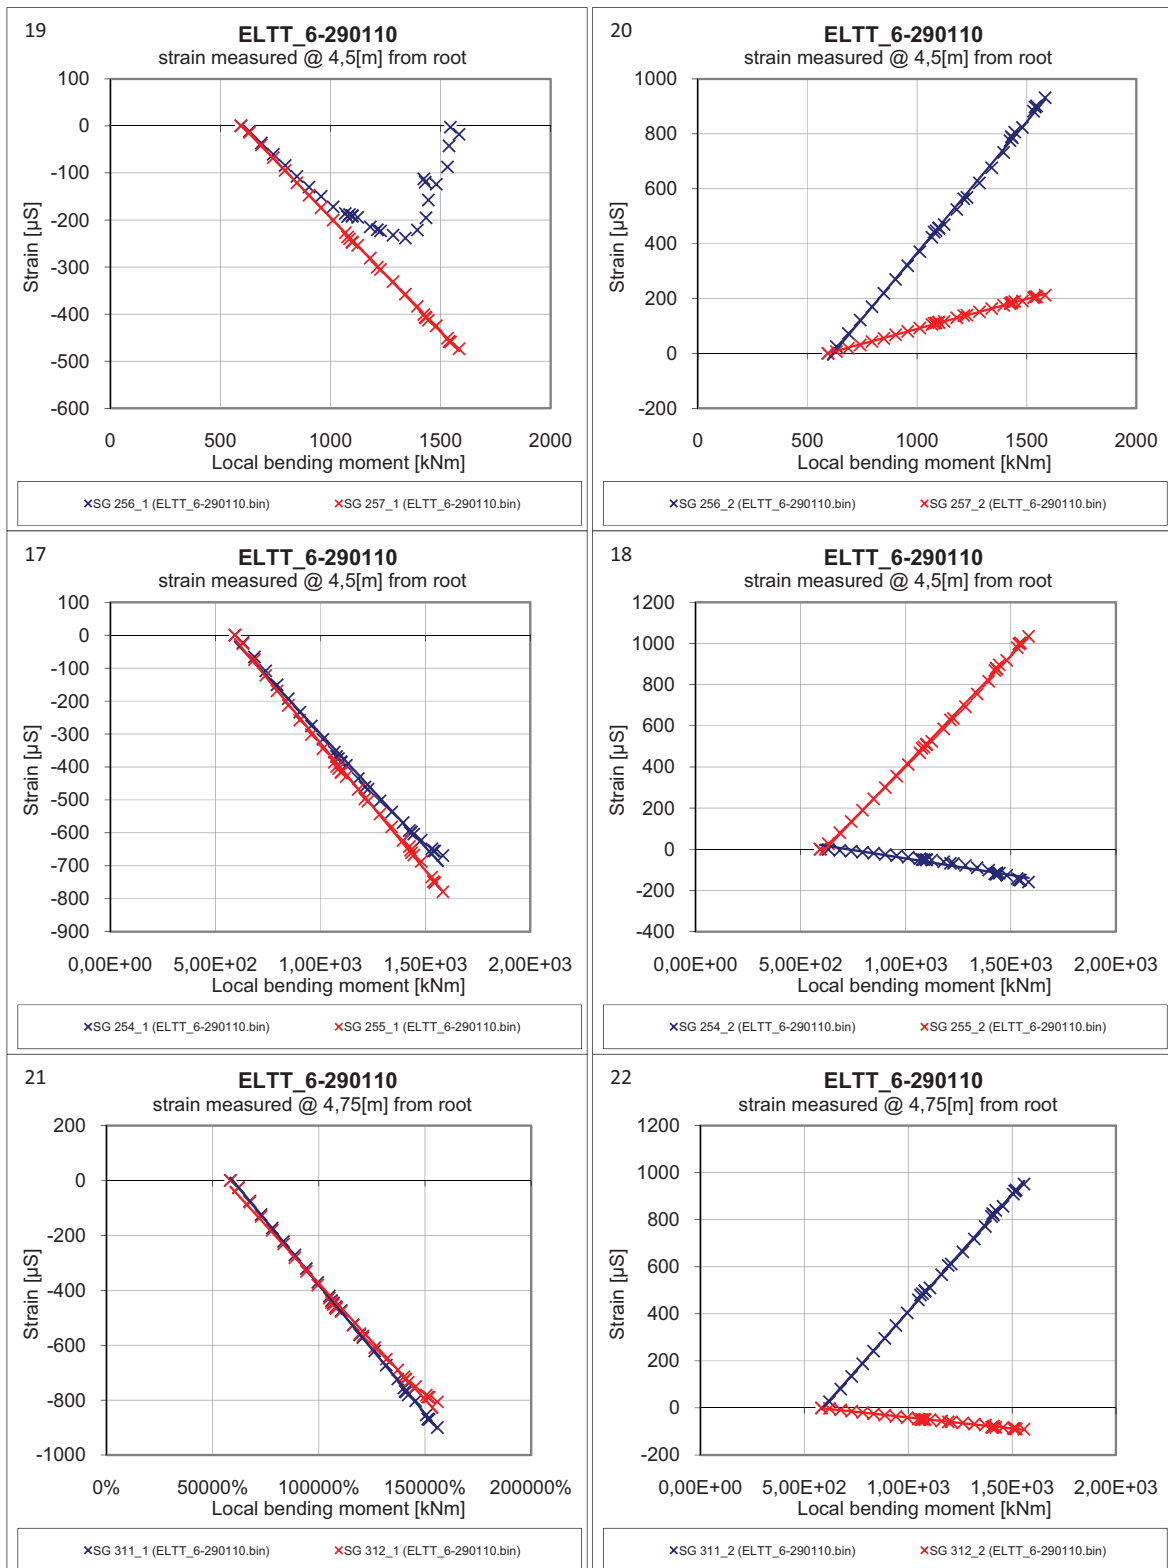 19
ELTT_6-290110
strain measured @ 4,5[m] from root
100
0
-100
-200
-300
-400
-500
-600
Strain [µS]
0 500 1000 1500 2000
Local bending moment [kNm]
×SG 256_1 (ELTT_6-290110.bin) ×SG 257_1 (ELTT_6-290110.bin)
20
ELTT_6-290110
strain measured @ 4,5[m] from root
1000
800
600
400
200
0
-200
Strain [µS]
0 500 1000 1500 2000
Local bending moment [kNm]
×SG 256_2 (ELTT_6-290110.bin) ×SG 257_2 (ELTT_6-290110.bin)
17
ELTT_6-290110
strain measured @ 4,5[m] from root
100
0
-100
-200
-300
-400
-500
-600
-700
-800
-900
Strain [µS]
0,00E+00 5,00E+02 1,00E+03 1,50E+03 2,00E+03
Local bending moment [kNm]
×SG 254_1 (ELTT_6-290110.bin) ×SG 255_1 (ELTT_6-290110.bin)
18
ELTT_6-290110
strain measured @ 4,5[m] from root
1200
1000
800
600
400
200
0
-200
-400
Strain [µS]
0,00E+00 5,00E+02 1,00E+03 1,50E+03 2,00E+03
Local bending moment [kNm]
×SG 254_2 (ELTT_6-290110.bin) ×SG 255_2 (ELTT_6-290110.bin)
21
ELTT_6-290110
strain measured @ 4,75[m] from root
200
0
-200
-400
-600
-800
-1000
Strain [µS]
0% 50000% 100000% 150000% 200000%
Local bending moment [kNm]
×SG 311_1 (ELTT_6-290110.bin) ×SG 312_1 (ELTT_6-290110.bin)
22
ELTT_6-290110
strain measured @ 4,75[m] from root
1200
1000
800
600
400
200
0
-200
Strain [µS]
0,00E+00 5,00E+02 1,00E+03 1,50E+03 2,00E+03
Local bending moment [kNm]
×SG 311_2 (ELTT_6-290110.bin) ×SG 312_2 (ELTT_6-290110.bin)